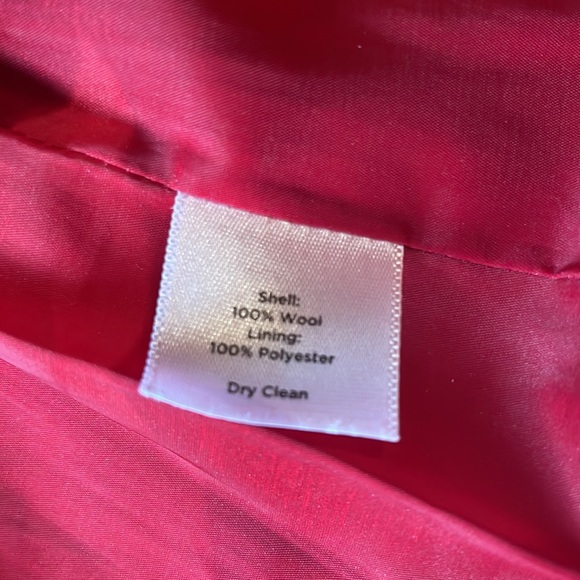 Shell:
100% Wool
Lining:
100% Polyester
Dry Clean